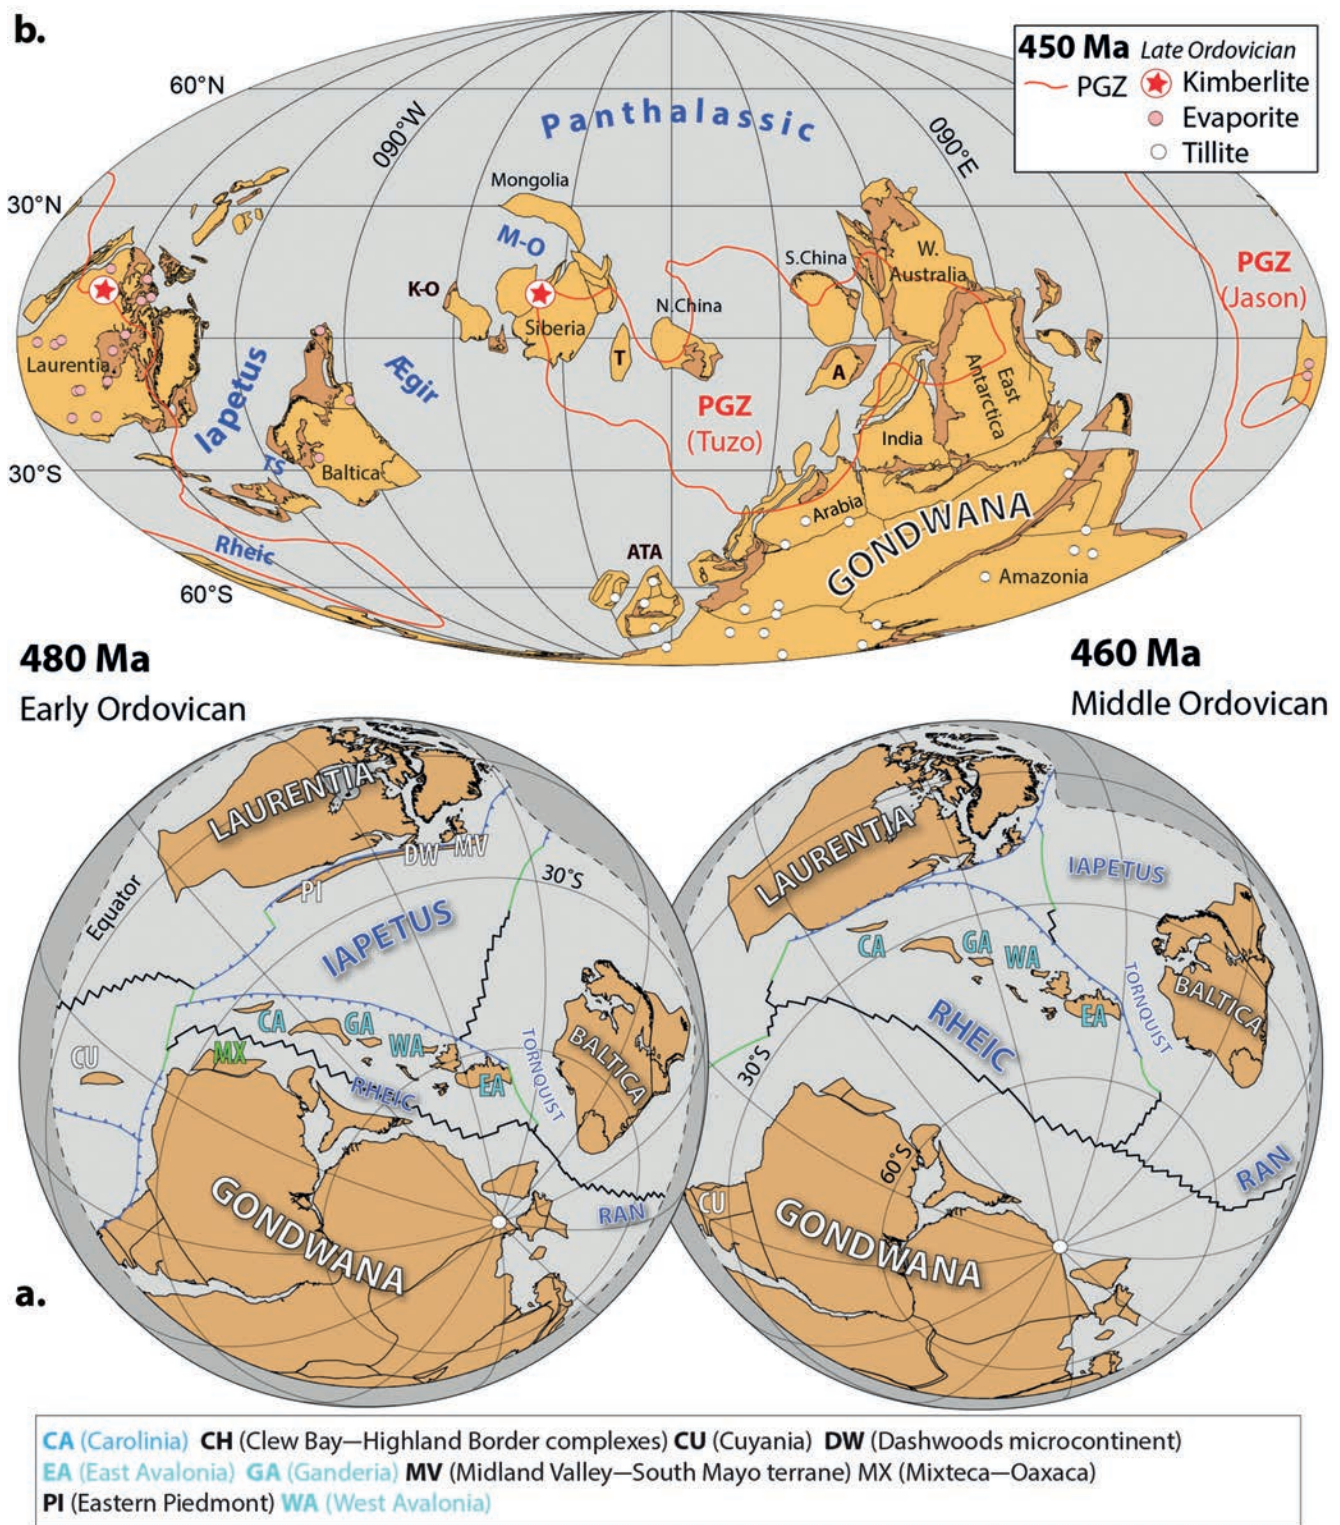 b.
450 Ma Late Ordovician
PGZ
Kimberlite
Evaporite
Tillite
60°N
30°N
30°S
60°S
090°W
090°E
Panthalassic
Mongolia
M-O
K-O
Siberia
T
N.China
S.China
A
W.
Australia
East
Antarctica
India
Arabia
GONDWANA
Amazonia
PGZ
(Tuzo)
PGZ
(Jason)
Laurentia
Iapetus
Ægir
TS
Baltica
Rheic
ATA
480 Ma
Early Ordovican
460 Ma
Middle Ordovican
LAURENTIA
DW
MV
PI
Equator
30°S
IAPETUS
CU
CA
MX
GA
WA
EA
RHEIC
TORNQUIST
BALTICA
RAN
GONDWANA
LAURENTIA
IAPETUS
CA
GA
WA
EA
TORNQUIST
BALTICA
RHEIC
30°S
60°S
RAN
CU
GONDWANA
a.
CA (Carolinia) CH (Clew Bay—Highland Border complexes) CU (Cuyania) DW (Dashwoods microcontinent)
EA (East Avalonia) GA (Ganderia) MV (Midland Valley—South Mayo terrane) MX (Mixteca—Oaxaca)
PI (Eastern Piedmont) WA (West Avalonia)